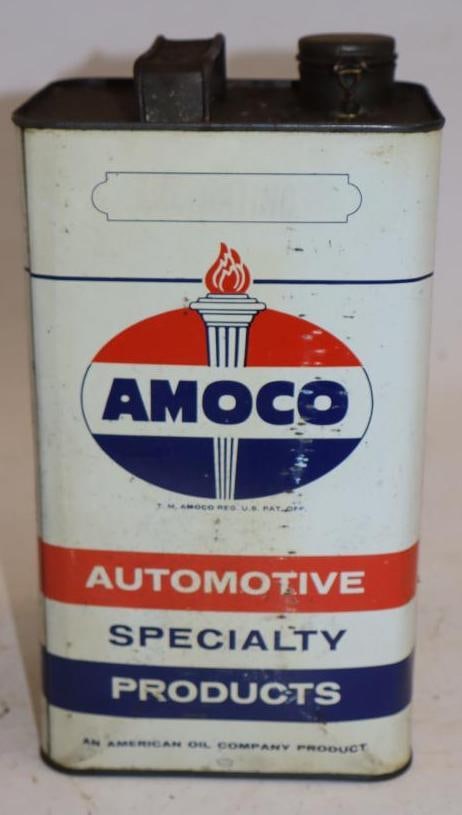 AMOCO
T. M. AMOCO REG. U.S. PAT. OFF.
AUTOMOTIVE
SPECIALTY
PRODUCTS
AN AMERICAN OIL COMPANY PRODUCT